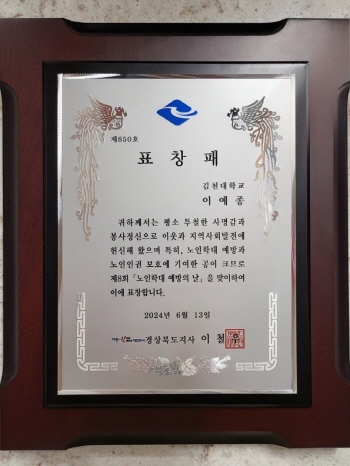 제850호
표 창 패
김천대학교
이 예 종
귀하께서는 평소 투철한 사명감과
봉사정신으로 이웃과 지역사회발전에
헌신해 왔으며 특히, 노인학대 예방과
노인인권 보호에 기여한 공이 크므로
제8회 「노인학대 예방의 날」을 맞이하여
이에 표창합니다.
2024년 6월 13일
경상북도지사 이 철